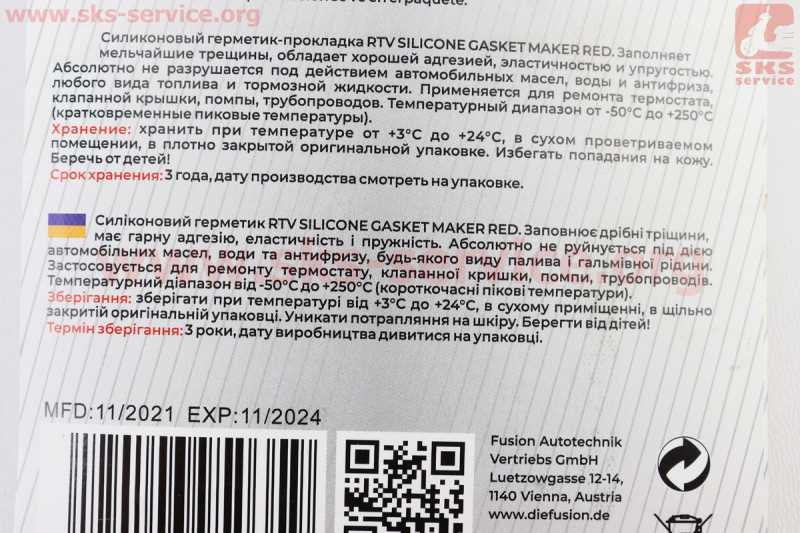 www.sks-service.org
SKS
service
Силиконовый герметик-прокладка RTV SILICONE GASKET MAKER RED. Заполняет
мельчайшие трещины, обладает хорошей адгезией, эластичностью и упругостью.
Абсолютно не разрушается под действием автомобильных масел, воды и антифриза,
любого вида топлива и тормозной жидкости. Применяется для ремонта термостата,
клапанной крышки, помпы, трубопроводов. Температурный диапазон от -50°C до +250°C
(кратковременные пиковые температуры).
Хранение: хранить при температуре от +3°C до +24°C, в сухом проветриваемом
помещении, в плотно закрытой оригинальной упаковке. Избегать попадания на кожу.
Беречь от детей!
Срок хранения: 3 года, дату производства смотреть на упаковке.
Силіконовий герметик RTV SILICONE GASKET MAKER RED. Заповнює дрібні тріщини,
має гарну адгезію, еластичність і пружність. Абсолютно не руйнується під дією
автомобільних масел, води та антифризу, будь-якого виду палива і гальмівної рідини.
Застосовується для ремонту термостату, клапанної кришки, помпи, трубопроводів.
Температурний діапазон від -50°C до +250°C (короткочасні пікові температури).
Зберігання: зберігати при температурі від +3°C до +24°C, в сухому приміщенні, в щільно
закритій оригінальній упаковці. Уникати потрапляння на шкіру. Берегти від дітей!
Термін зберігання: 3 роки, дату виробництва дивитися на упаковці.
MFD:11/2021 EXP:11/2024
Fusion Autotechnik
Vertriebs GmbH
Luetzowgasse 12-14,
1140 Vienna, Austria
www.diefusion.de